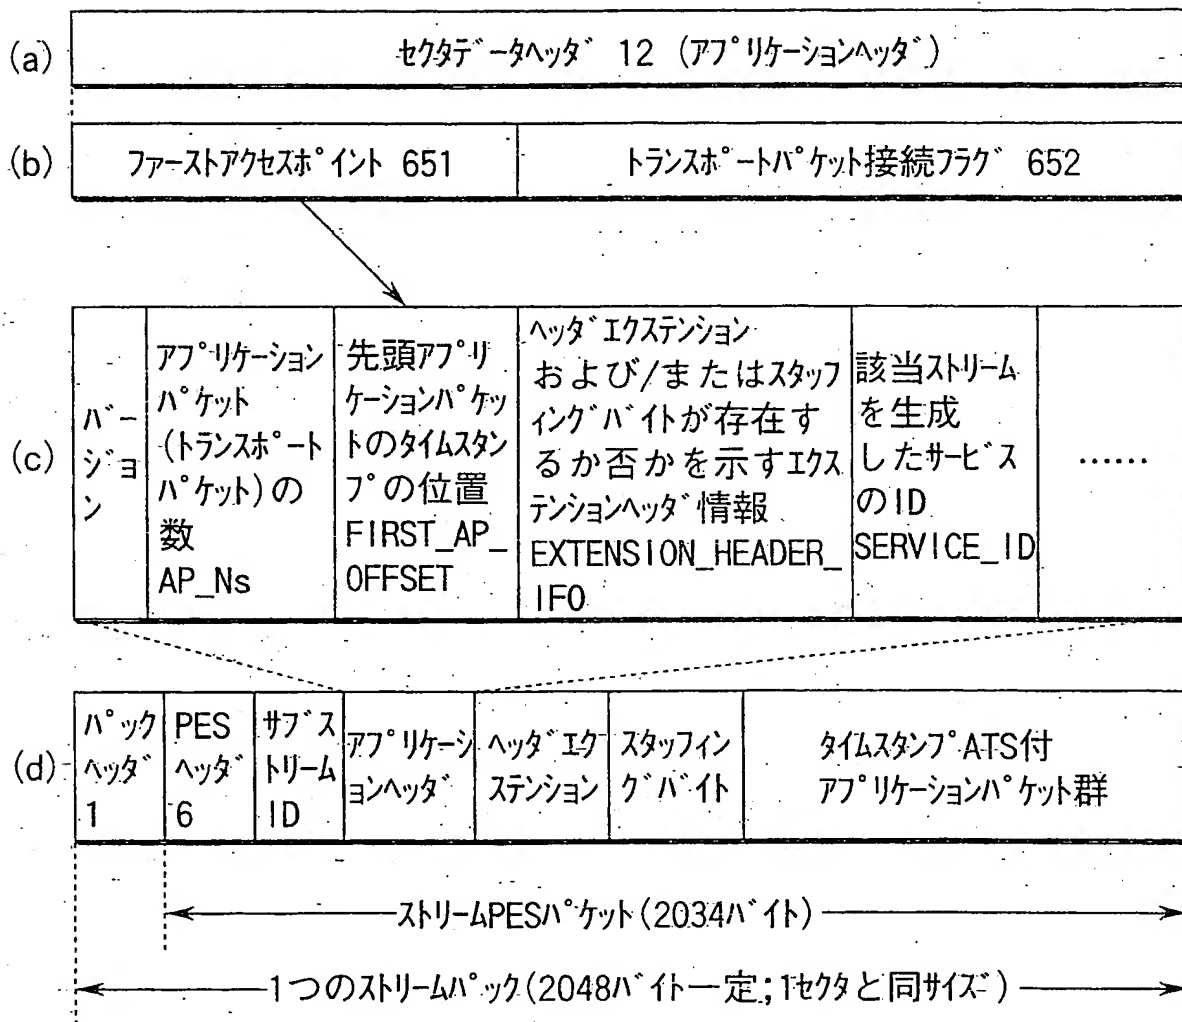 (a)
セクタデータヘッダ 12 (アプリケーションヘッダ)
(b)
ファーストアクセスポイント 651
トランスポートパケット接続フラグ 652
(c)
バー
ジョ
ン
アプリケーション
パケット
(トランスポート
パケット)の
数
AP_Ns
先頭アプリ
ケーションパケッ
トのタイムスタン
プの位置
FIRST_AP_
OFFSET
ヘッダエクステンション
および/またはスタッフ
ィングバイトが存在す
るか否かを示すエクス
テンションヘッダ情報
EXTENSION_HEADER_
IFO
該当ストリーム
を生成
したサービス
のID
SERVICE_ID
……
(d)
パック
ヘッダ
1
PES
ヘッダ
6
サブス
トリーム
ID
アプリケーシ
ョンヘッダ
ヘッダエク
ステンション
スタッフィン
グバイト
タイムスタンプATS付
アプリケーションパケット群
ストリームPESパケット(2034バイト)
1つのストリームパック(2048バイト一定;1セクタと同サイズ)